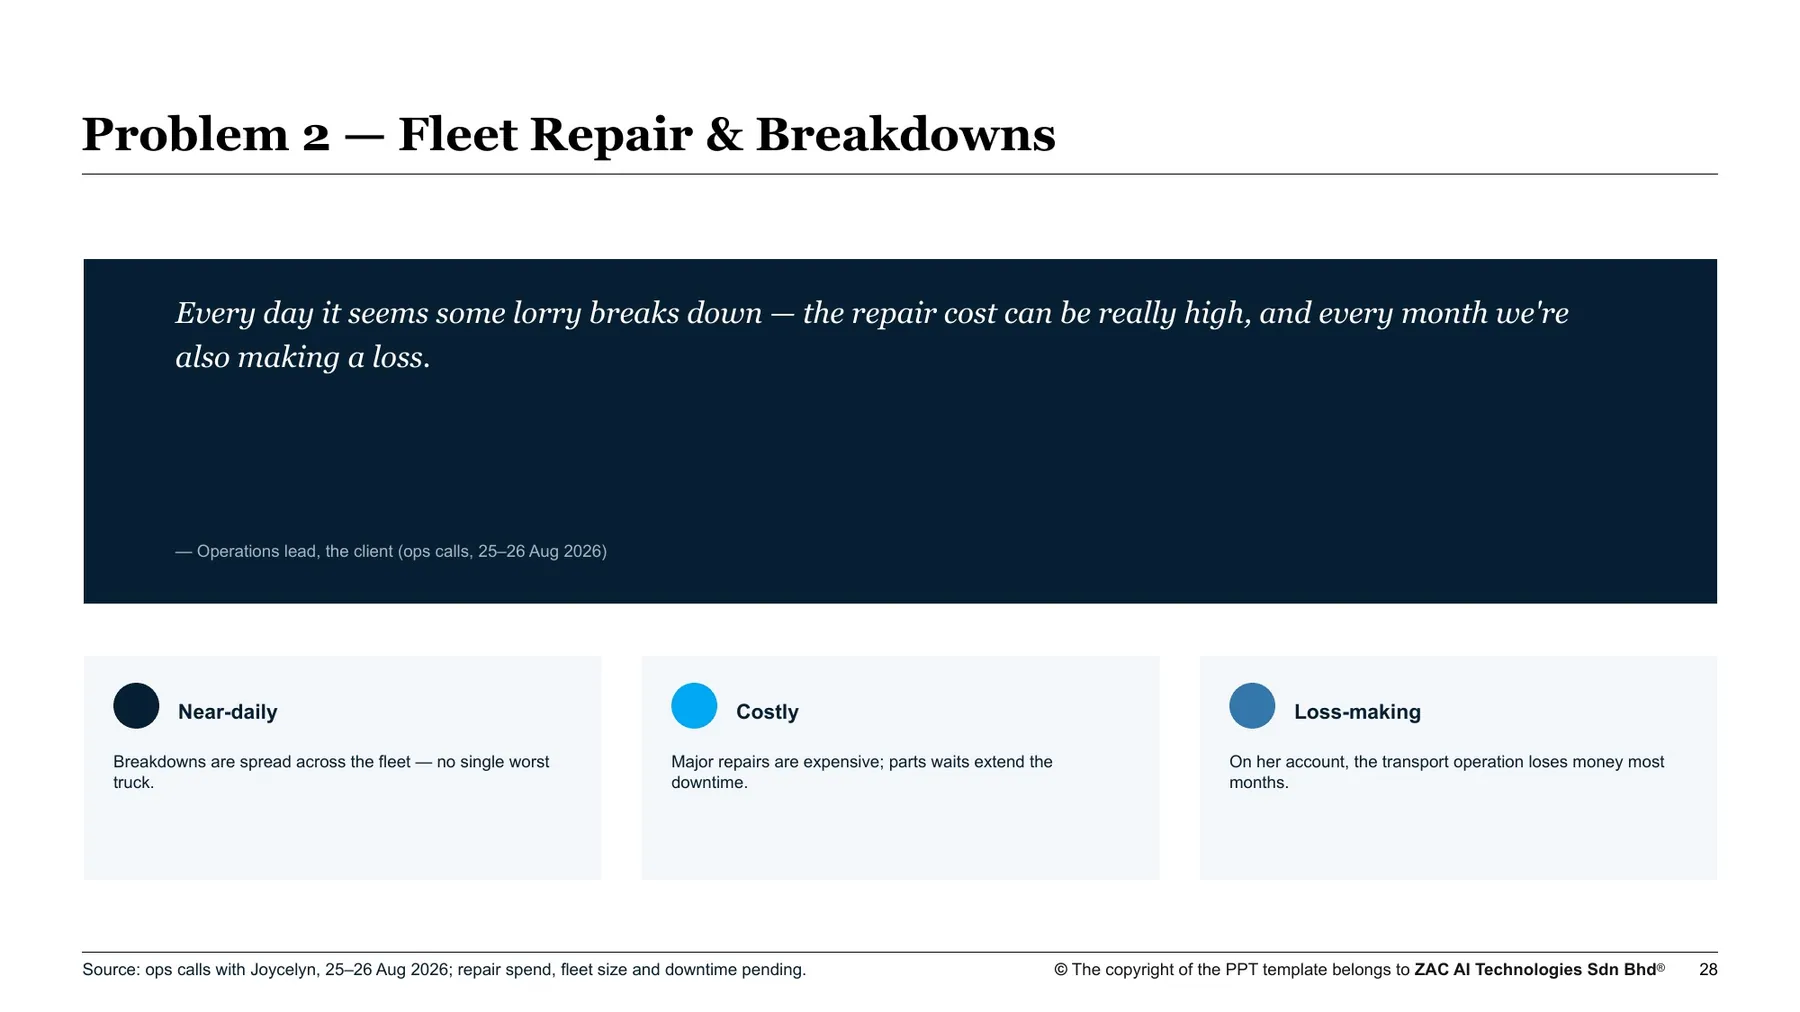 Problem 2 — Fleet Repair & Breakdowns
Every day it seems some lorry breaks down — the repair cost can be really high, and every month we're
also making a loss.
— Operations lead, the client (ops calls, 25–26 Aug 2026)
Near-daily
Breakdowns are spread across the fleet — no single worst
truck.
Costly
Major repairs are expensive; parts waits extend the
downtime.
Loss-making
On her account, the transport operation loses money most
months.
Source: ops calls with Joycelyn, 25–26 Aug 2026; repair spend, fleet size and downtime pending.
© The copyright of the PPT template belongs to ZAC AI Technologies Sdn Bhd® 28